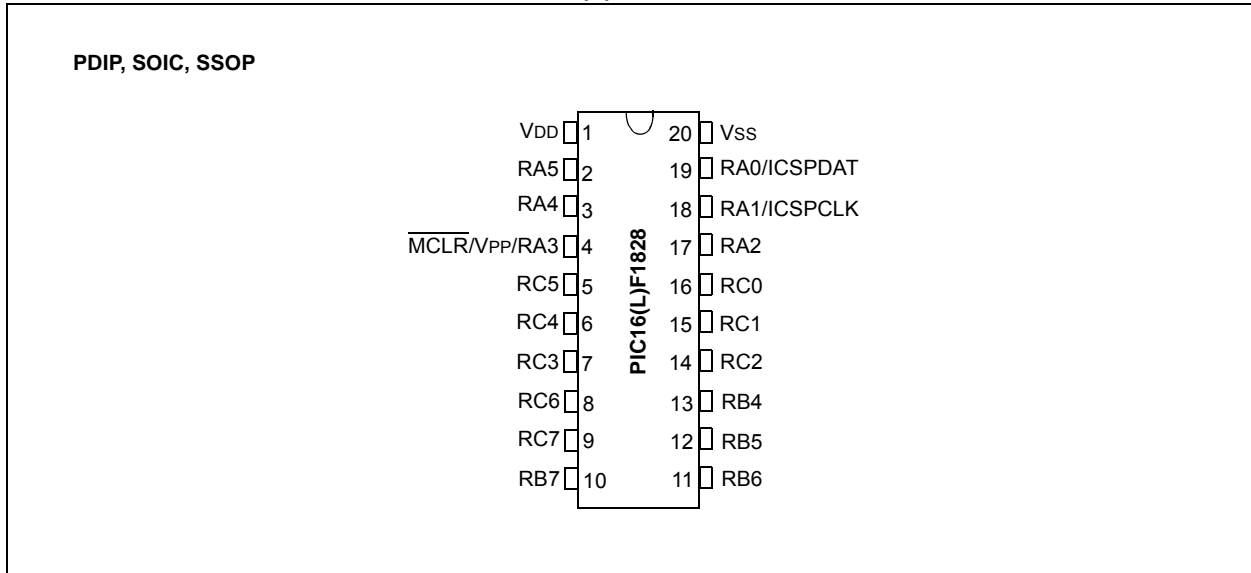 PDIP, SOIC, SSOP
VDD 1 20 VSS
RA5 2 19 RA0/ICSPDAT
RA4 3 18 RA1/ICSPCLK
MCLR/VPP/RA3 4 17 RA2
RC5 5 16 RC0
RC4 6 15 RC1
RC3 7 14 RC2
RC6 8 13 RB4
RC7 9 12 RB5
RB7 10 11 RB6
PIC16(L)F1828